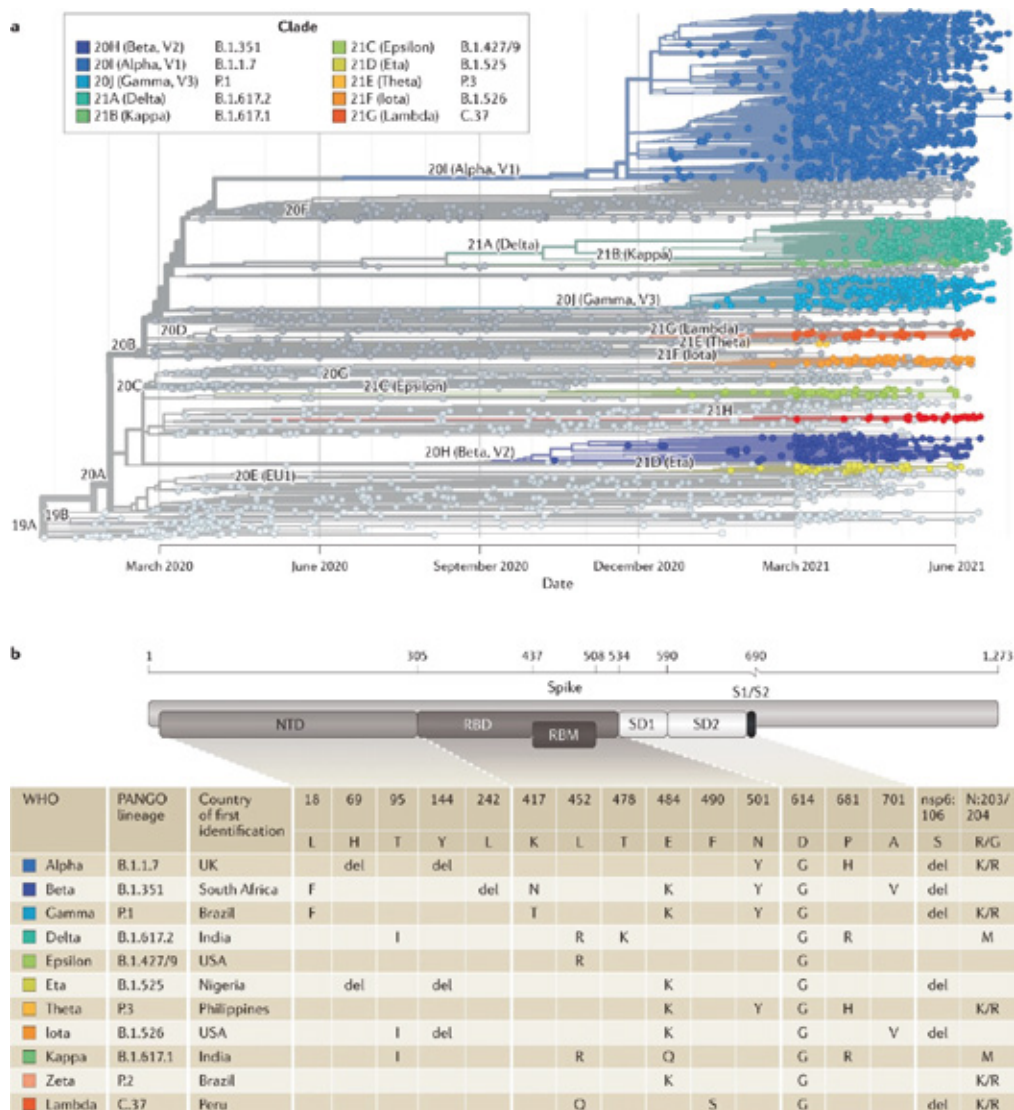 a
Clade
20H (Beta, V2) B.1.351 21C (Epsilon) B.1.427/9
20I (Alpha, V1) B.1.1.7 21D (Eta) B.1.525
20J (Gamma, V3) P.1 21E (Theta) P.3
21A (Delta) B.1.617.2 21F (Iota) B.1.526
21B (Kappa) B.1.617.1 21G (Lambda) C.37
20I (Alpha, V1)
20F
21A (Delta)
21B (Kappa)
20J (Gamma, V3)
20D
21G (Lambda)
20B
21E (Theta)
21F (Iota)
20G
20C
21C (Epsilon)
21H
20H (Beta, V2)
21D (Eta)
20A
20E (EU1)
19B
19A
March 2020 June 2020 September 2020 December 2020 March 2021 June 2021
Date
b
1 305 437 508 534 590 690 1,273
Spike
S1/S2
NTD RBD SD1 SD2
RBM
WHO PANGO lineage Country of first identification 18 69 95 144 242 417 452 478 484 490 501 614 681 701 nsp6: 106 N:203/ 204
L H T Y L K L T E F N D P A S R/G
Alpha B.1.1.7 UK del del Y G H del K/R
Beta B.1.351 South Africa F del N K Y G V del
Gamma P.1 Brazil F T K Y G del K/R
Delta B.1.617.2 India I R K G R M
Epsilon B.1.427/9 USA R G
Eta B.1.525 Nigeria del del K G del
Theta P.3 Philippines K Y G H K/R
Iota B.1.526 USA I del K G V del
Kappa B.1.617.1 India I R Q G R M
Zeta P.2 Brazil K G K/R
Lambda C.37 Peru Q S G del K/R